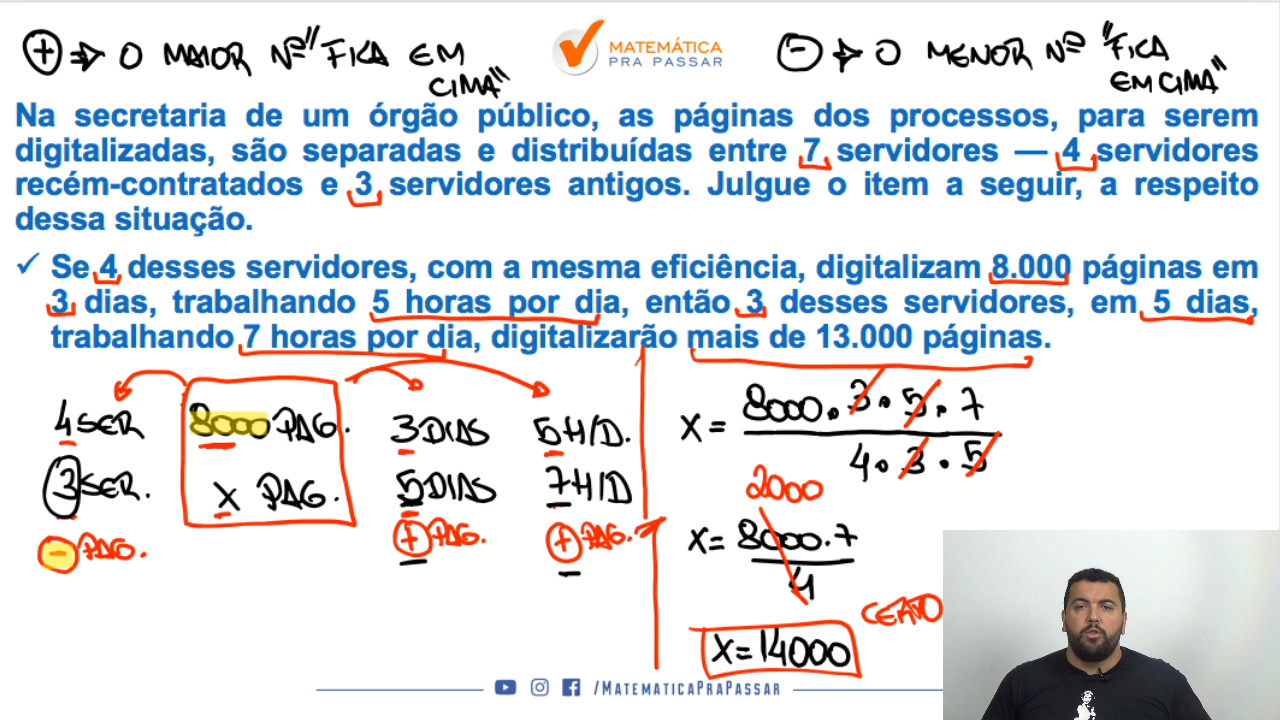 + ⇒ O MAIOR Nº "FICA EM
CIMA"
MATEMÁTICA
PRA PASSAR
- ⇒ O MENOR Nº "FICA
EM CIMA"
Na secretaria de um órgão público, as páginas dos processos, para serem
digitalizadas, são separadas e distribuídas entre 7 servidores — 4 servidores
recém-contratados e 3 servidores antigos. Julgue o item a seguir, a respeito
dessa situação.
✓ Se 4 desses servidores, com a mesma eficiência, digitalizam 8.000 páginas em
3 dias, trabalhando 5 horas por dia, então 3 desses servidores, em 5 dias,
trabalhando 7 horas por dia, digitalizarão mais de 13.000 páginas.
4 SER 8000 PAG. 3 DIAS 5 H/D.
3 SER. X PAG. 5 DIAS 7 H/D
- PAG. + PAG. + PAG.
X = 8000 . 3 . 5 . 7
4 . 3 . 5
2000
X = 8000 . 7
4
CERTO
X = 14000
/MATEMATICAPRAPASSAR